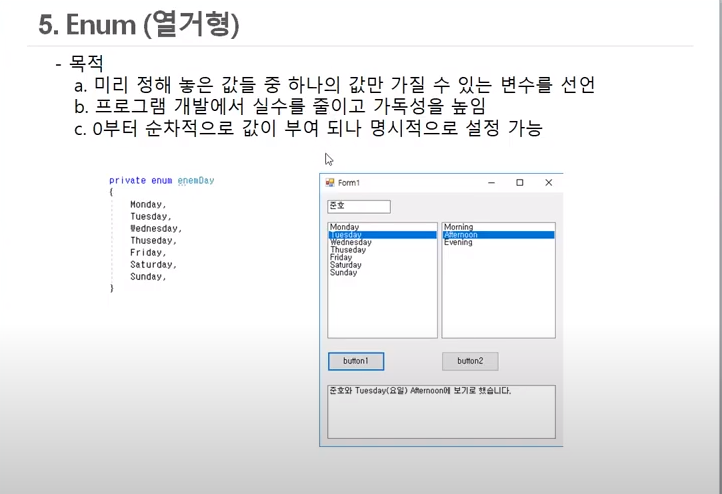 5. Enum (열거형)
- 목적
a. 미리 정해 놓은 값들 중 하나의 값만 가질 수 있는 변수를 선언
b. 프로그램 개발에서 실수를 줄이고 가독성을 높임
c. 0부터 순차적으로 값이 부여 되나 명시적으로 설정 가능
private enum enemDay
{
Monday,
Tuesday,
Wednesday,
Thuseday,
Friday,
Saturday,
Sunday,
}
Form1
준호
Monday
Tuesday
Wednesday
Thuseday
Friday
Saturday
Sunday
Morning
Afternoon
Evening
button1
button2
준호와 Tuesday(요일) Afternoon에 보기로 했습니다.